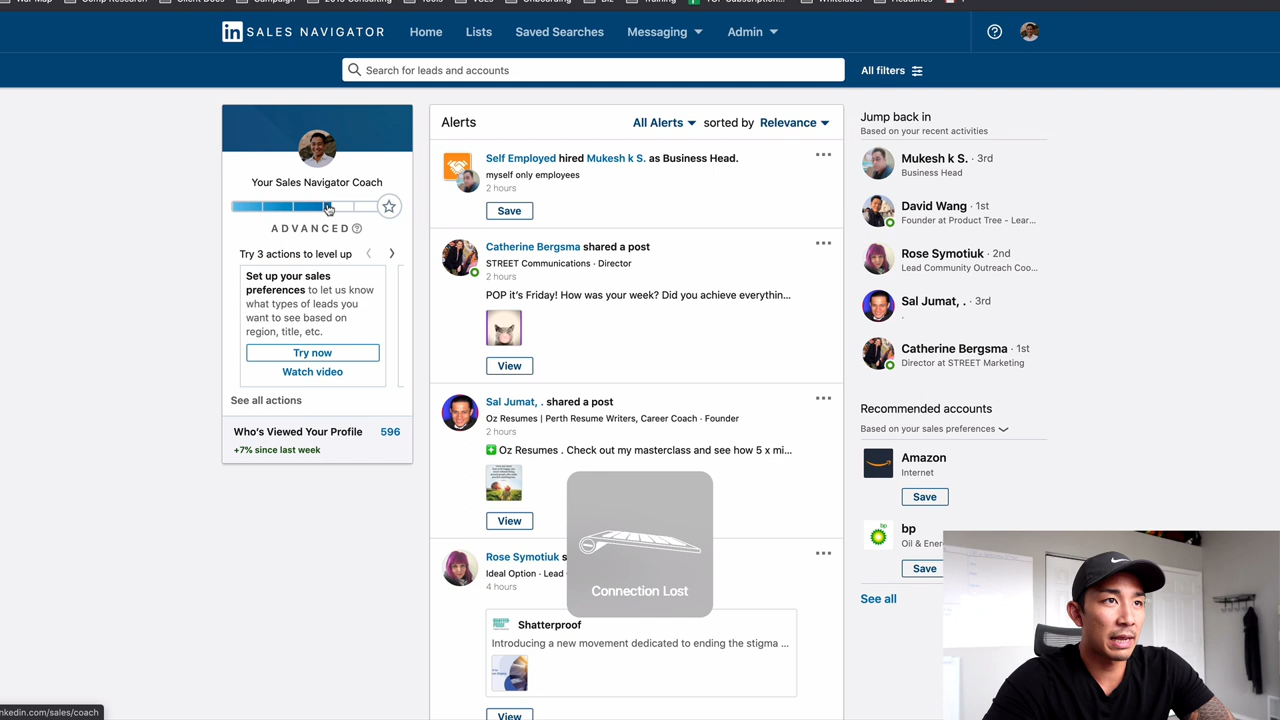 in SALES NAVIGATOR
Home
Lists
Saved Searches
Messaging
Admin
Search for leads and accounts
All filters
Your Sales Navigator Coach
ADVANCED
Try 3 actions to level up
Set up your sales
preferences to let us know
what types of leads you
want to see based on
region, title, etc.
Try now
Watch video
See all actions
Who's Viewed Your Profile 596
+7% since last week
Alerts
All Alerts sorted by Relevance
Self Employed hired Mukesh k S. as Business Head.
myself only employees
2 hours
Save
Catherine Bergsma shared a post
STREET Communications · Director
2 hours
POP it's Friday! How was your week? Did you achieve everythin...
View
Sal Jumat, . shared a post
Oz Resumes | Perth Resume Writers, Career Coach · Founder
2 hours
Oz Resumes . Check out my masterclass and see how 5 x mi...
View
Rose Symotiuk
Ideal Option · Lead
4 hours
Connection Lost
Shatterproof
Introducing a new movement dedicated to ending the stigma ...
View
Jump back in
Based on your recent activities
Mukesh k S. · 3rd
Business Head
David Wang · 1st
Founder at Product Tree - Lear...
Rose Symotiuk · 2nd
Lead Community Outreach Coo...
Sal Jumat, . · 3rd
.
Catherine Bergsma · 1st
Director at STREET Marketing
Recommended accounts
Based on your sales preferences
Amazon
Internet
Save
bp
bp
Oil & Ener
Save
See all
nkedin.com/sales/coach